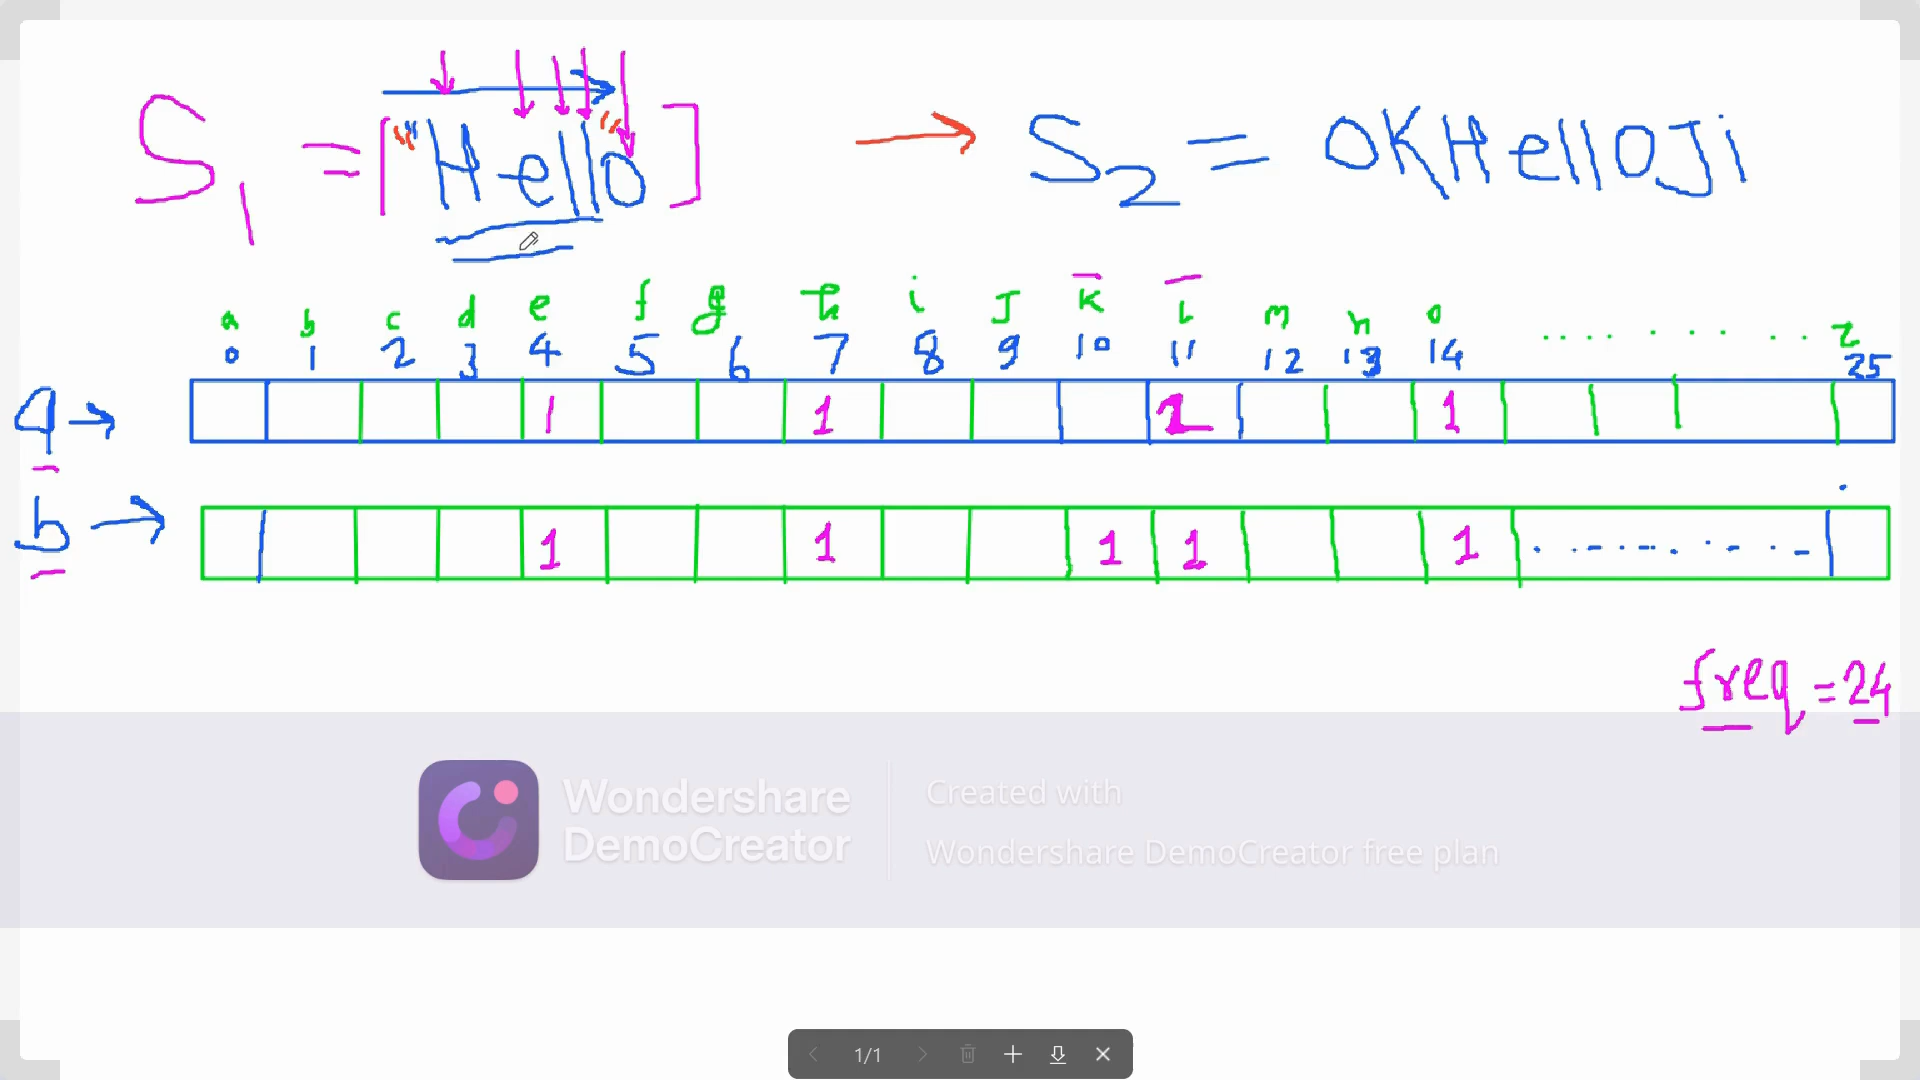 S1 = ["Hello"] → S2 = OKHelloJi
a b c d e f g h i J k l m n o ........ z
0 1 2 3 4 5 6 7 8 9 10 11 12 13 14 25
a → 1 1 2 1
b → 1 1 1 1 1
freq = 24
Wondershare DemoCreator
Created with
Wondershare DemoCreator free plan
1/1